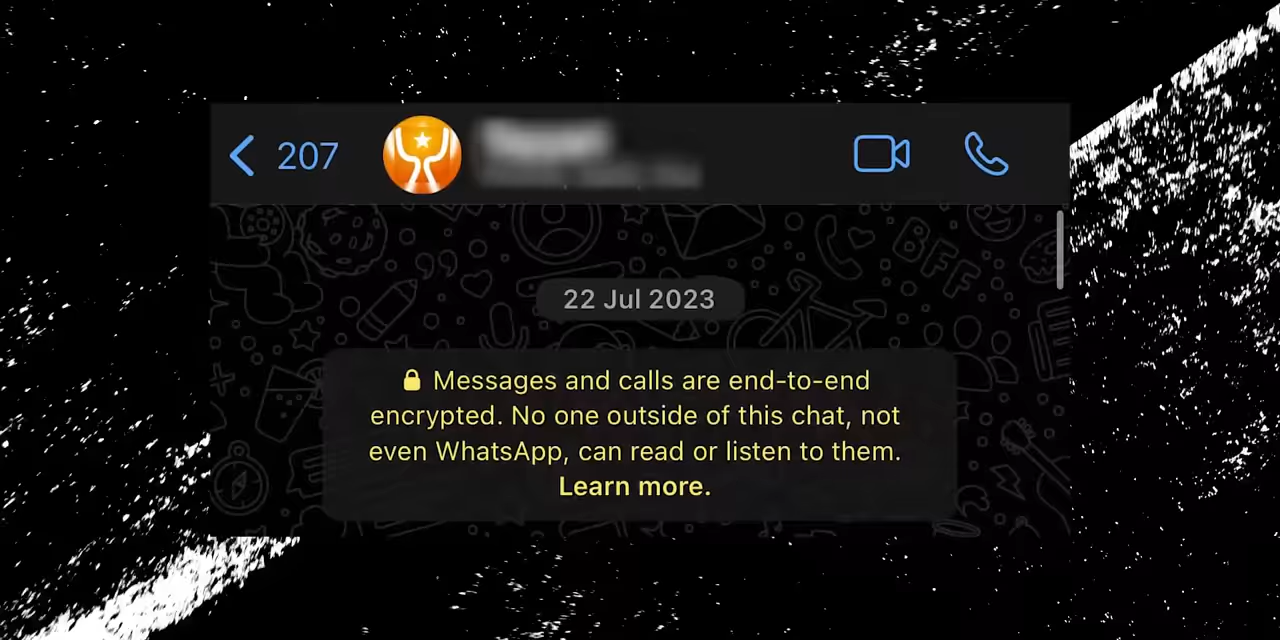 207
22 Jul 2023
Messages and calls are end-to-end
encrypted. No one outside of this chat, not
even WhatsApp, can read or listen to them.
Learn more.
BFF